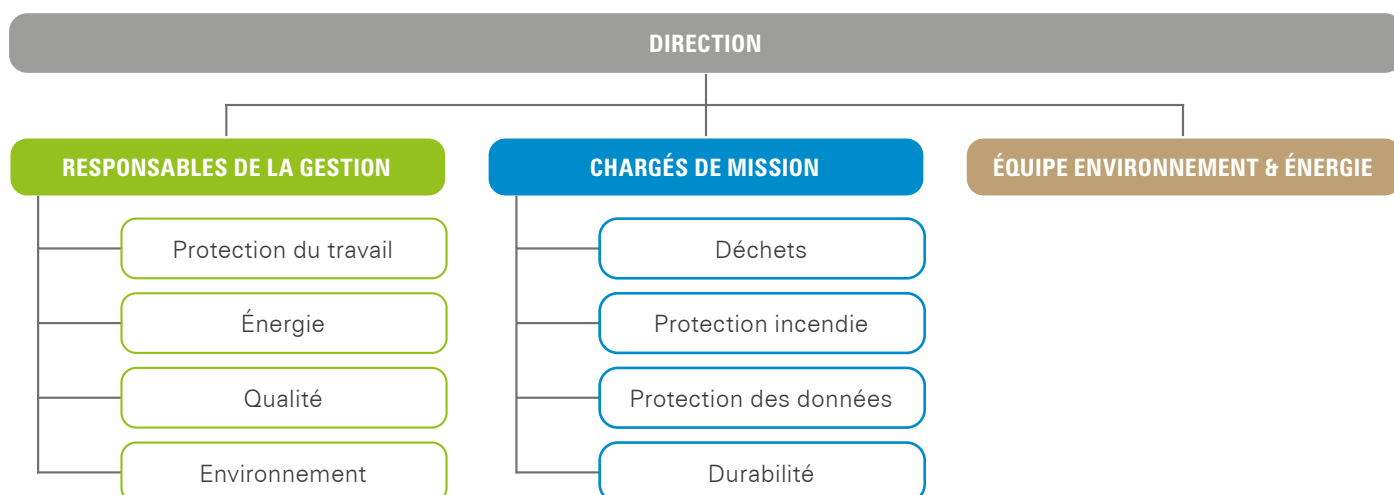 DIRECTION
RESPONSABLES DE LA GESTION
Protection du travail
Énergie
Qualité
Environnement
CHARGÉS DE MISSION
Déchets
Protection incendie
Protection des données
Durabilité
ÉQUIPE ENVIRONNEMENT & ÉNERGIE